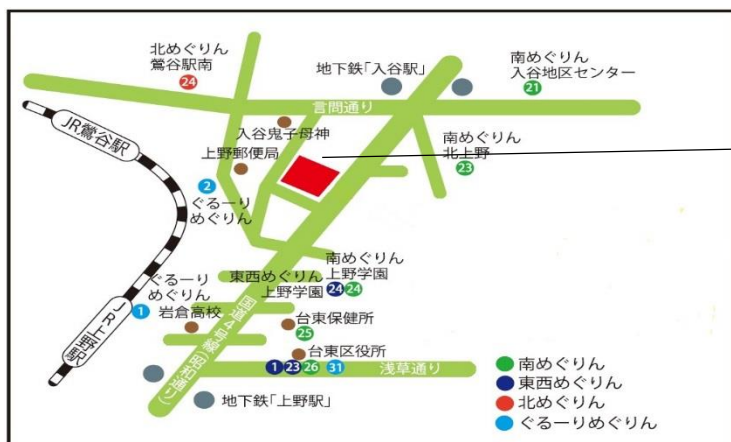 北めぐりん
鶯谷駅南
24
地下鉄「入谷駅」
南めぐりん
入谷地区センター
21
言問通り
JR鶯谷駅
入谷鬼子母神
上野郵便局
南めぐりん
北上野
23
2
ぐるーり
めぐりん
南めぐりん
上野学園
東西めぐりん
上野学園
24 24
ぐるーり
めぐりん
1
岩倉高校
国道4号線(昭和通り)
台東保健所
25
JR上野駅
台東区役所
1 23 26 31
浅草通り
地下鉄「上野駅」
南めぐりん
東西めぐりん
北めぐりん
ぐるーりめぐりん